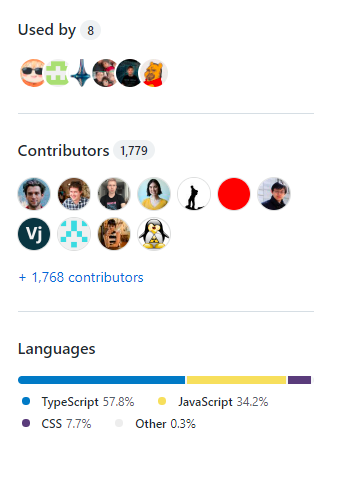 Used by 8
Contributors 1,779
Vj
+ 1,768 contributors
Languages
TypeScript 57.8% JavaScript 34.2%
CSS 7.7% Other 0.3%